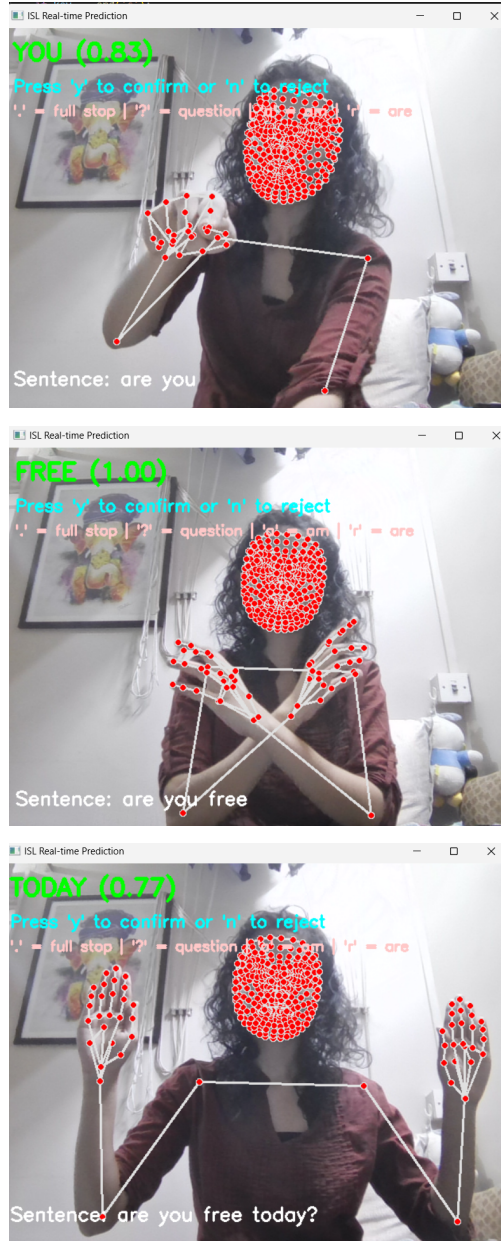 ISL Real-time Prediction
YOU (0.83)
Press 'y' to confirm or 'n' to reject
'.' = full stop | '?' = question | 'a' = am | 'r' = are
Sentence: are you
ISL Real-time Prediction
FREE (1.00)
Press 'y' to confirm or 'n' to reject
'.' = full stop | '?' = question | 'a' = am | 'r' = are
Sentence: are you free
ISL Real-time Prediction
TODAY (0.77)
Press 'y' to confirm or 'n' to reject
'.' = full stop | '?' = question | 'a' = am | 'r' = are
Sentence: are you free today?